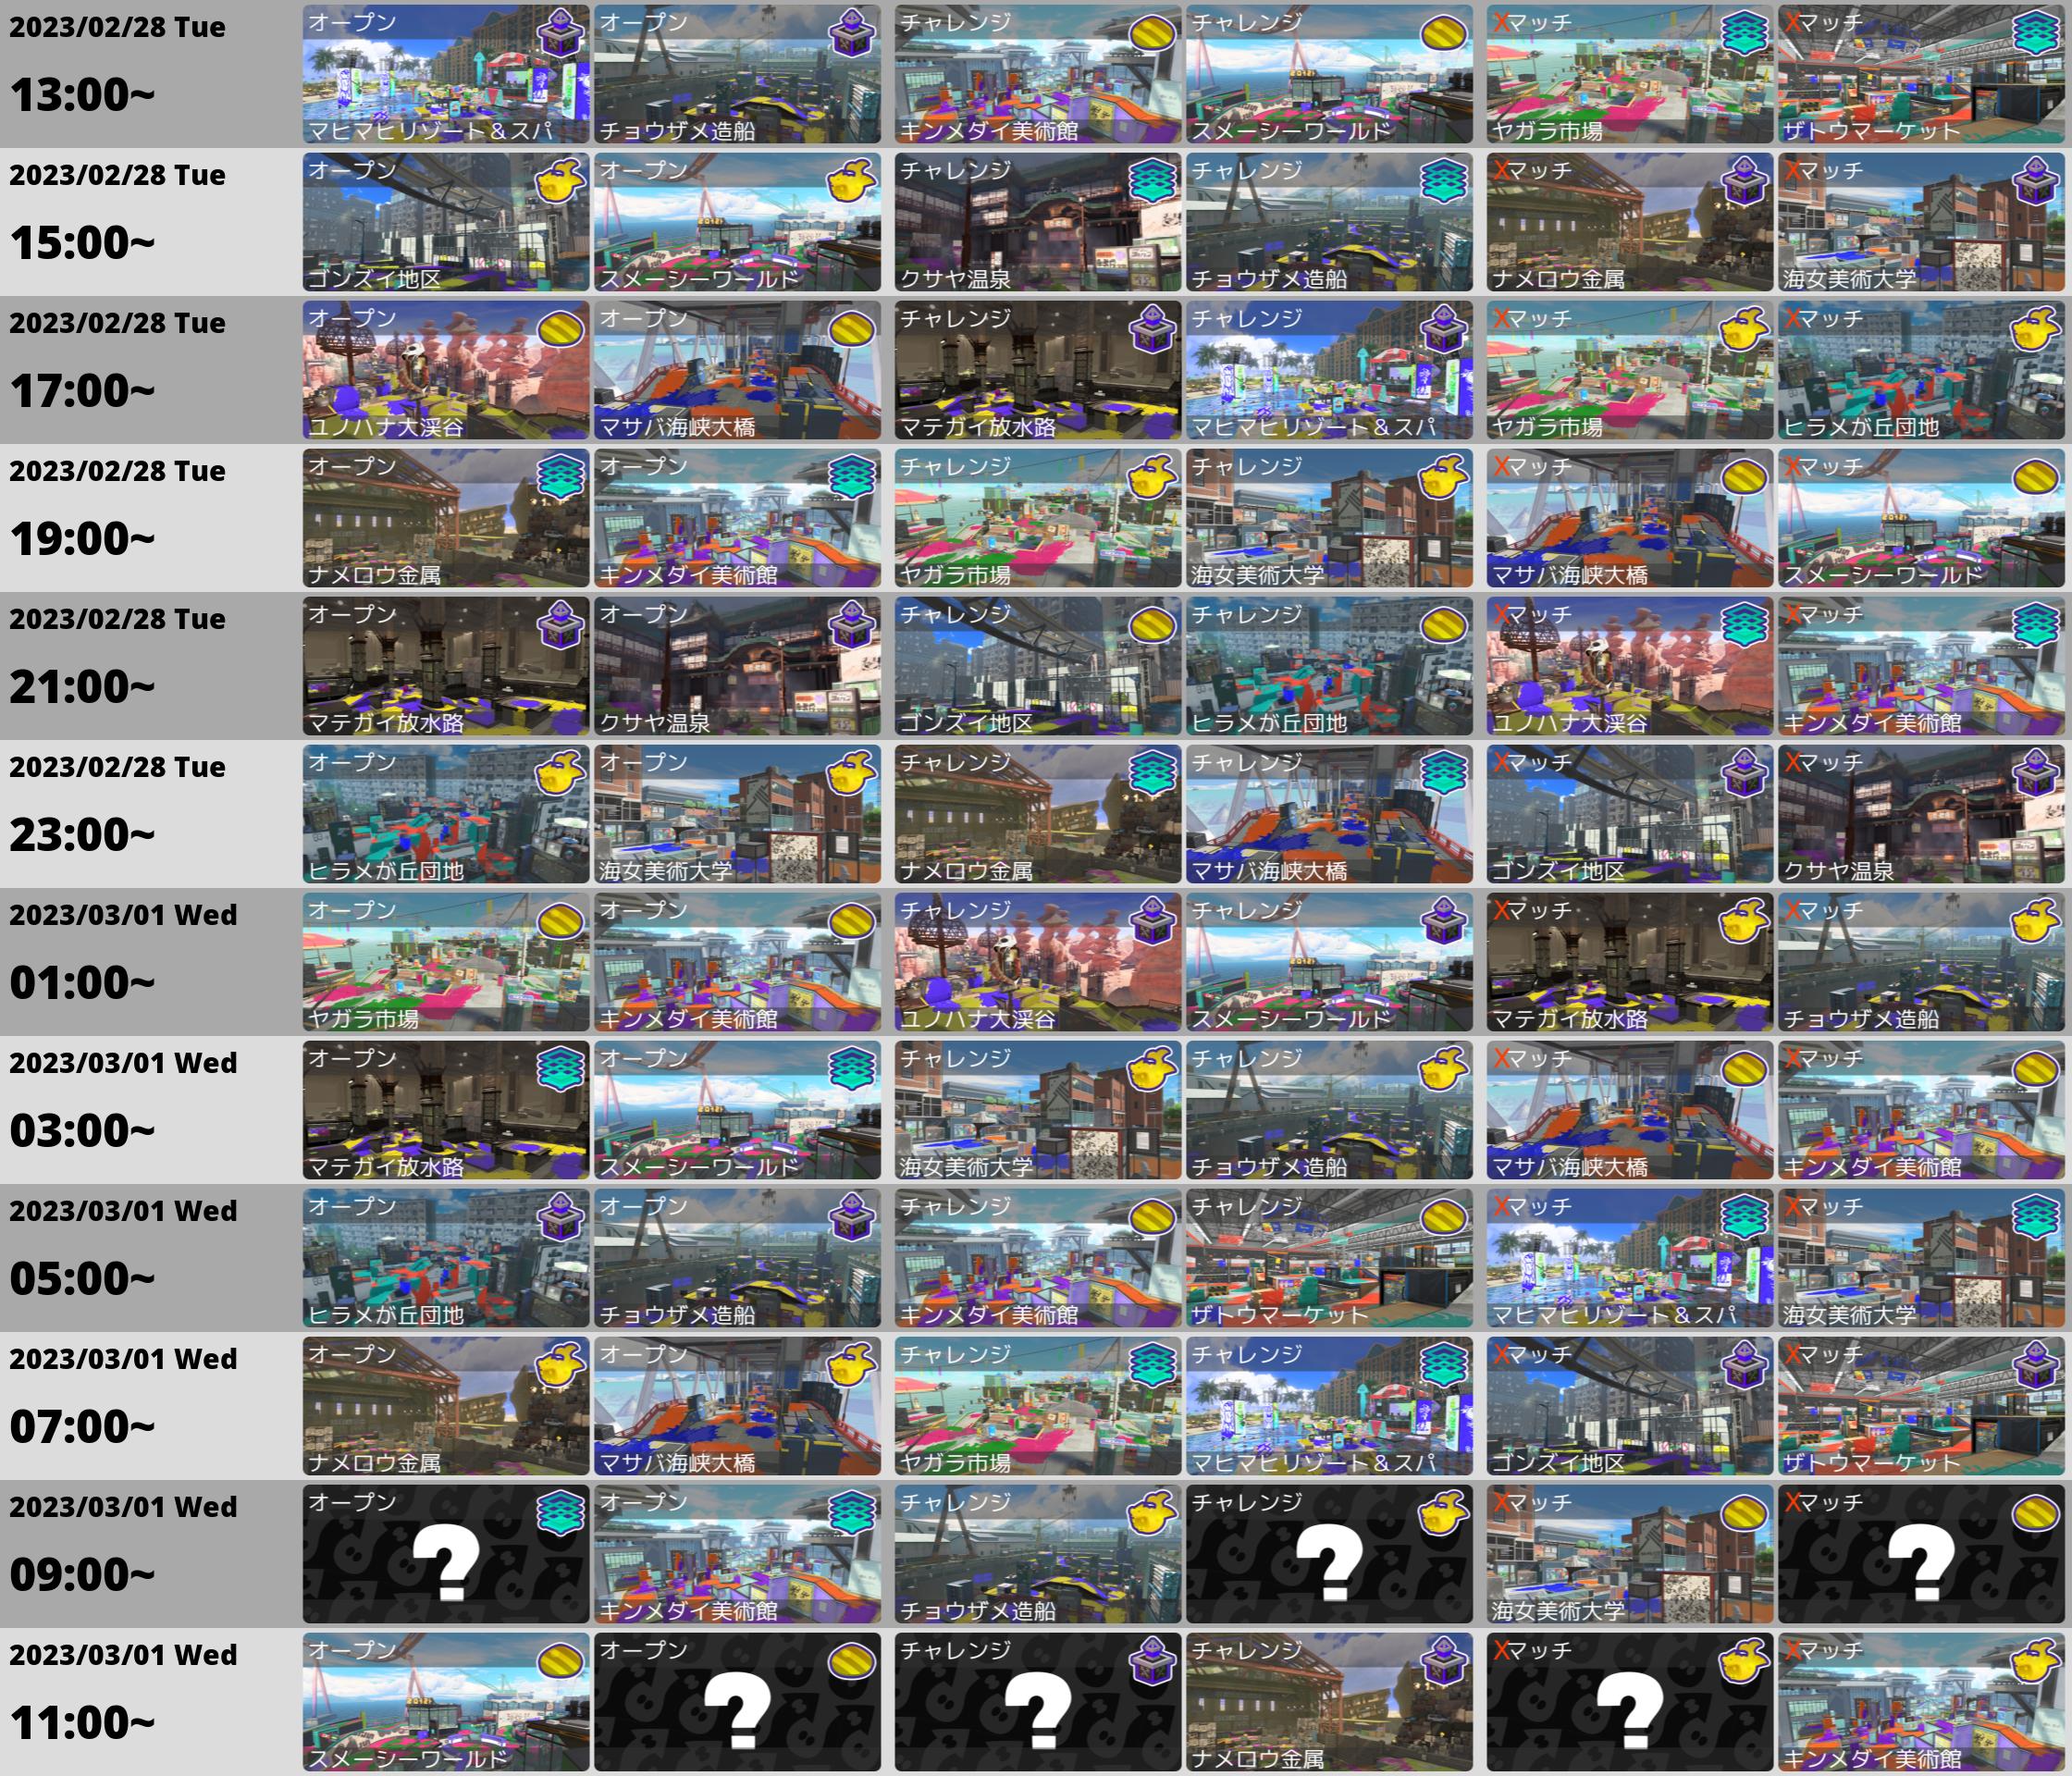 2023/02/28 Tue
13:00~
オープン オープン チャレンジ チャレンジ Xマッチ Xマッチ
マヒマヒリゾート＆スパ チョウザメ造船 キンメダイ美術館 スメーシーワールド ヤガラ市場 ザトウマーケット
2023/02/28 Tue
15:00~
オープン オープン チャレンジ チャレンジ Xマッチ Xマッチ
ゴンズイ地区 スメーシーワールド クサヤ温泉 チョウザメ造船 ナメロウ金属 海女美術大学
2023/02/28 Tue
17:00~
オープン オープン チャレンジ チャレンジ Xマッチ Xマッチ
ユノハナ大渓谷 マサバ海峡大橋 マテガイ放水路 マヒマヒリゾート＆スパ ヤガラ市場 ヒラメが丘団地
2023/02/28 Tue
19:00~
オープン オープン チャレンジ チャレンジ Xマッチ Xマッチ
ナメロウ金属 キンメダイ美術館 ヤガラ市場 海女美術大学 マサバ海峡大橋 スメーシーワールド
2023/02/28 Tue
21:00~
オープン オープン チャレンジ チャレンジ Xマッチ Xマッチ
マテガイ放水路 クサヤ温泉 ゴンズイ地区 ヒラメが丘団地 ユノハナ大渓谷 キンメダイ美術館
2023/02/28 Tue
23:00~
オープン オープン チャレンジ チャレンジ Xマッチ Xマッチ
ヒラメが丘団地 海女美術大学 ナメロウ金属 マサバ海峡大橋 ゴンズイ地区 クサヤ温泉
2023/03/01 Wed
01:00~
オープン オープン チャレンジ チャレンジ Xマッチ Xマッチ
ヤガラ市場 キンメダイ美術館 ユノハナ大渓谷 スメーシーワールド マテガイ放水路 チョウザメ造船
2023/03/01 Wed
03:00~
オープン オープン チャレンジ チャレンジ Xマッチ Xマッチ
マテガイ放水路 スメーシーワールド 海女美術大学 チョウザメ造船 マサバ海峡大橋 キンメダイ美術館
2023/03/01 Wed
05:00~
オープン オープン チャレンジ チャレンジ Xマッチ Xマッチ
ヒラメが丘団地 チョウザメ造船 キンメダイ美術館 ザトウマーケット マヒマヒリゾート＆スパ 海女美術大学
2023/03/01 Wed
07:00~
オープン オープン チャレンジ チャレンジ Xマッチ Xマッチ
ナメロウ金属 マサバ海峡大橋 ヤガラ市場 マヒマヒリゾート＆スパ ゴンズイ地区 ザトウマーケット
2023/03/01 Wed
09:00~
オープン オープン チャレンジ チャレンジ Xマッチ Xマッチ
? キンメダイ美術館 チョウザメ造船 ? 海女美術大学 ?
2023/03/01 Wed
11:00~
オープン オープン チャレンジ チャレンジ Xマッチ Xマッチ
スメーシーワールド ? ? ナメロウ金属 ? キンメダイ美術館